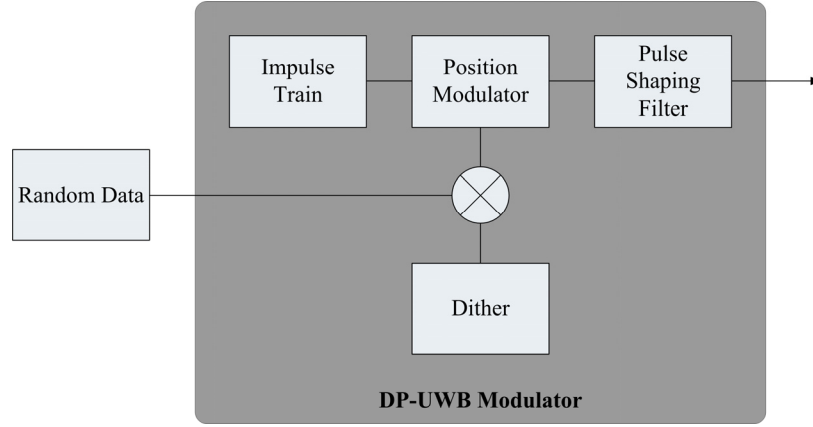 Impulse
Train
Position
Modulator
Pulse
Shaping
Filter
Random Data
Dither
DP-UWB Modulator